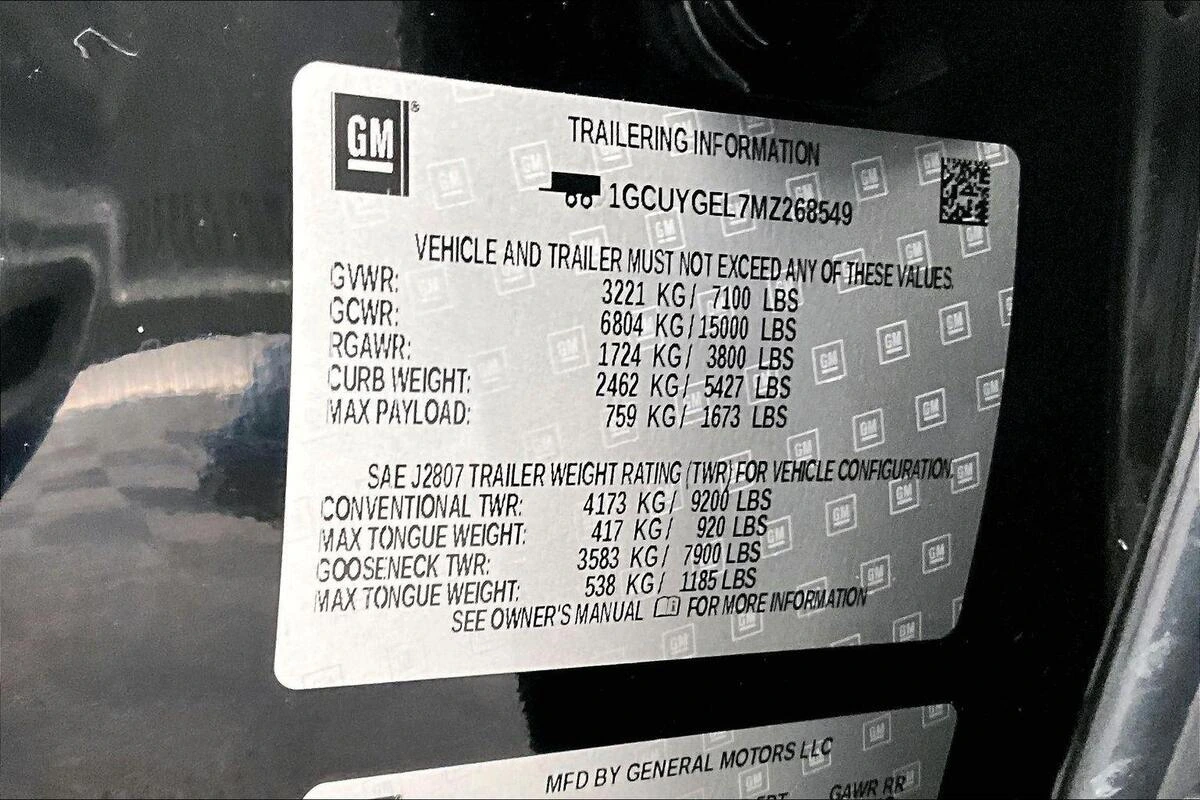 GM
TRAILERING INFORMATION
1GCUYGEL7MZ268549
VEHICLE AND TRAILER MUST NOT EXCEED ANY OF THESE VALUES.
GVWR: 3221 KG/ 7100 LBS
GCWR: 6804 KG/15000 LBS
RGAWR: 1724 KG/ 3800 LBS
CURB WEIGHT: 2462 KG/ 5427 LBS
MAX PAYLOAD: 759 KG/ 1673 LBS
SAE J2807 TRAILER WEIGHT RATING (TWR) FOR VEHICLE CONFIGURATION.
CONVENTIONAL TWR: 4173 KG/ 9200 LBS
MAX TONGUE WEIGHT: 417 KG/ 920 LBS
GOOSENECK TWR: 3583 KG/ 7900 LBS
MAX TONGUE WEIGHT: 538 KG/ 1185 LBS
SEE OWNER'S MANUAL FOR MORE INFORMATION
MFD BY GENERAL MOTORS LLC
GAWR RR